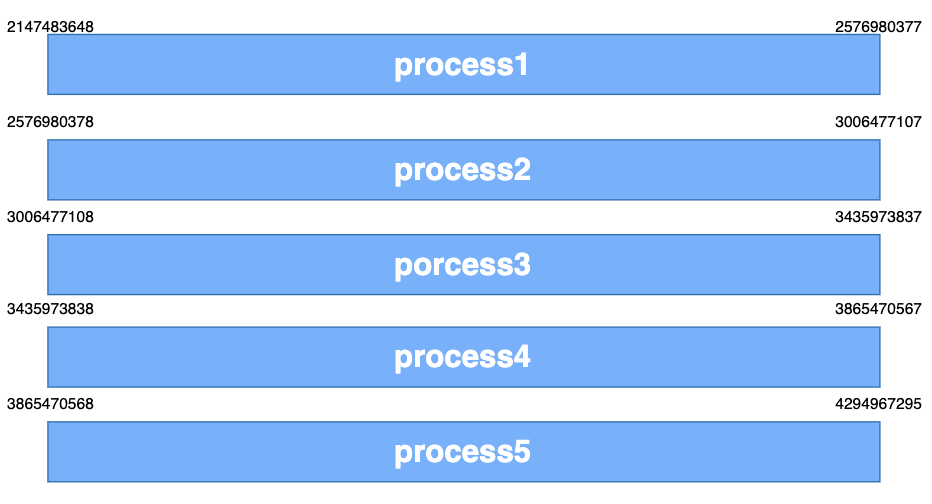 2147483648 2576980377
process1
2576980378 3006477107
process2
3006477108 3435973837
porcess3
3435973838 3865470567
process4
3865470568 4294967295
process5